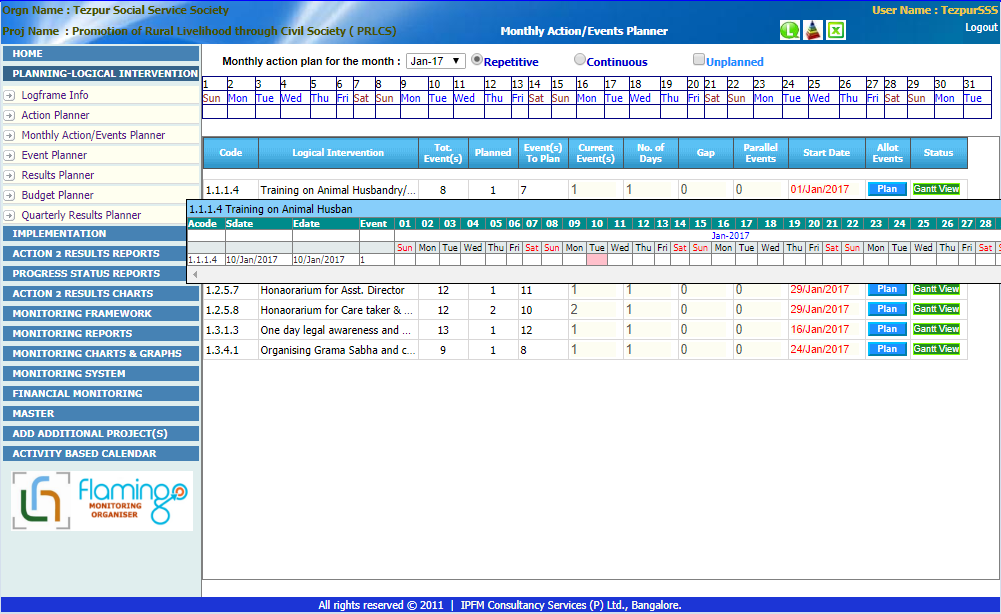 Orgn Name : Tezpur Social Service Society
User Name : TezpurSSS
Proj Name : Promotion of Rural Livelihood through Civil Society ( PRLCS)
Monthly Action/Events Planner
Logout
HOME
PLANNING-LOGICAL INTERVENTION
Logframe Info
Action Planner
Monthly Action/Events Planner
Event Planner
Results Planner
Budget Planner
Quarterly Results Planner
IMPLEMENTATION
ACTION 2 RESULTS REPORTS
PROGRESS STATUS REPORTS
ACTION 2 RESULTS CHARTS
MONITORING FRAMEWORK
MONITORING REPORTS
MONITORING CHARTS & GRAPHS
MONITORING SYSTEM
FINANCIAL MONITORING
MASTER
ADD ADDITIONAL PROJECT(S)
ACTIVITY BASED CALENDAR
flamingo
MONITORING
ORGANISER
Monthly action plan for the month : Jan-17 Repetitive Continuous Unplanned
1 2 3 4 5 6 7 8 9 10 11 12 13 14 15 16 17 18 19 20 21 22 23 24 25 26 27 28 29 30 31
Sun Mon Tue Wed Thu Fri Sat Sun Mon Tue Wed Thu Fri Sat Sun Mon Tue Wed Thu Fri Sat Sun Mon Tue Wed Thu Fri Sat Sun Mon Tue
Code Logical Intervention Tot. Event(s) Planned Event(s) To Plan Current Event(s) No. of Days Gap Parallel Events Start Date Allot Events Status
1.1.1.4 Training on Animal Husbandry/... 8 1 7 1 1 0 0 01/Jan/2017 Plan Gantt View
1.1.1.4 Training on Animal Husban
Acode Sdate Edate Event 01 02 03 04 05 06 07 08 09 10 11 12 13 14 15 16 17 18 19 20 21 22 23 24 25 26 27 28
Jan-2017
Sun Mon Tue Wed Thu Fri Sat Sun Mon Tue Wed Thu Fri Sat Sun Mon Tue Wed Thu Fri Sat Sun Mon Tue Wed Thu Fri Sat
1.1.1.4 10/Jan/2017 10/Jan/2017 1
1.2.5.7 Honaorarium for Asst. Director 12 1 11 1 1 0 0 29/Jan/2017 Plan Gantt View
1.2.5.8 Honaorarium for Care taker & ... 12 2 10 2 1 0 0 29/Jan/2017 Plan Gantt View
1.3.1.3 One day legal awareness and ... 13 1 12 1 1 0 0 16/Jan/2017 Plan Gantt View
1.3.4.1 Organising Grama Sabha and c... 9 1 8 1 1 0 0 24/Jan/2017 Plan Gantt View
All rights reserved © 2011 | IPFM Consultancy Services (P) Ltd., Bangalore.